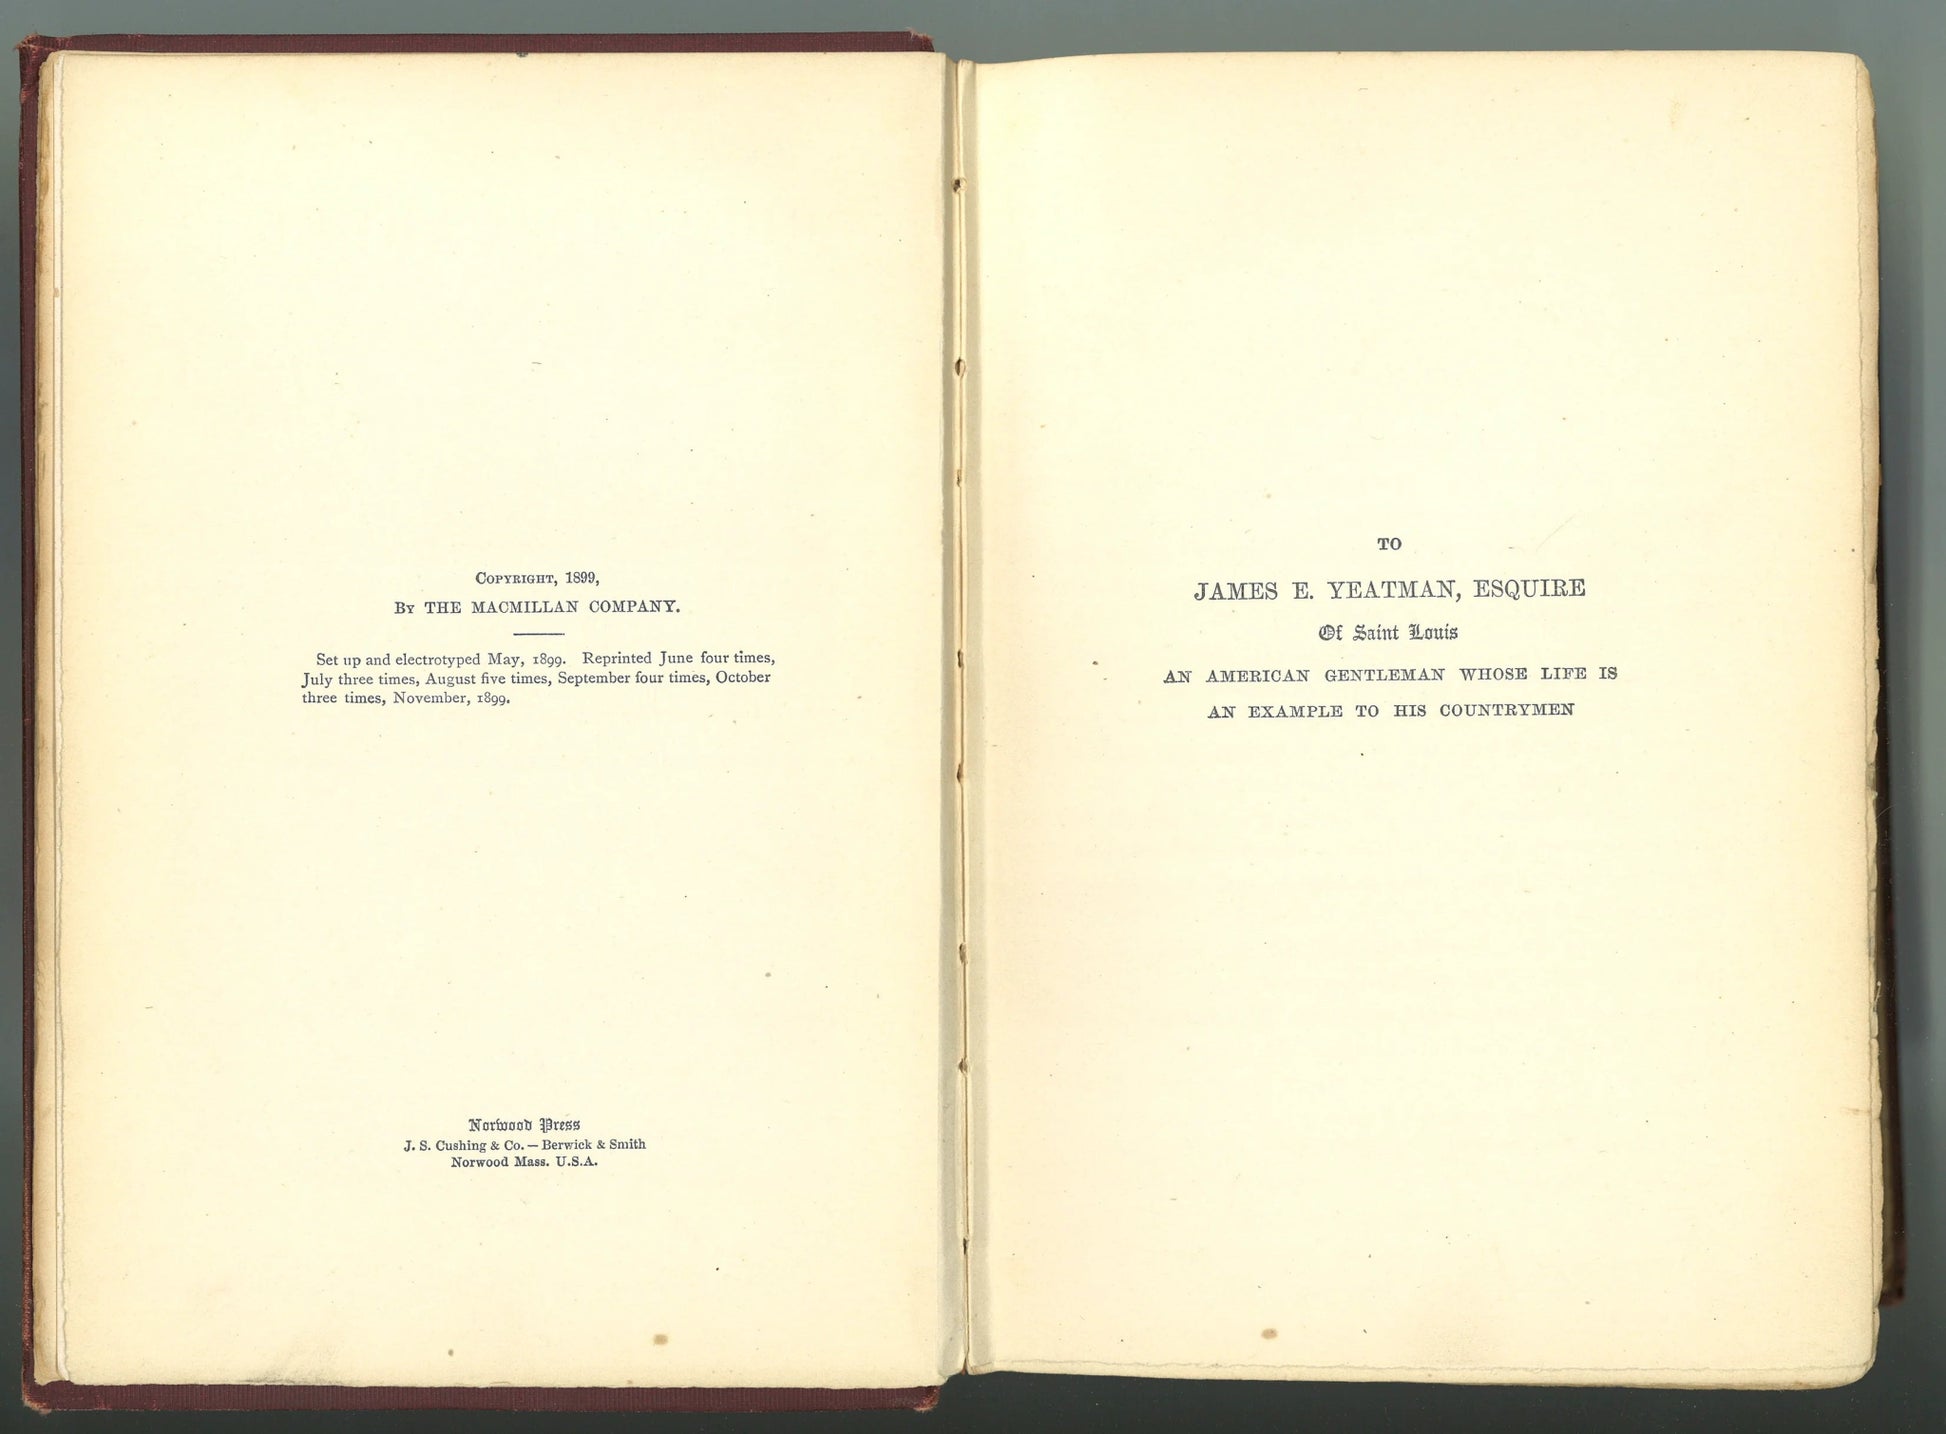 Copyright, 1899,
By THE MACMILLAN COMPANY.
Set up and electrotyped May, 1899. Reprinted June four times,
July three times, August five times, September four times, October
three times, November, 1899.
Norwood Press
J. S. Cushing & Co. — Berwick & Smith
Norwood Mass. U.S.A.
TO
JAMES E. YEATMAN, ESQUIRE
Of Saint Louis
AN AMERICAN GENTLEMAN WHOSE LIFE IS
AN EXAMPLE TO HIS COUNTRYMEN